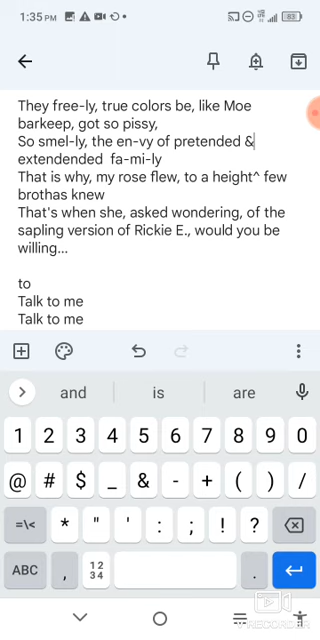 1:35 PM
83
They free-ly, true colors be, like Moe
barkeep, got so pissy,
So smel-ly, the en-vy of pretended &
extendended fa-mi-ly
That is why, my rose flew, to a height^ few
brothas knew
That's when she, asked wondering, of the
sapling version of Rickie E., would you be
willing...
to
Talk to me
Talk to me
and is are
1 2 3 4 5 6 7 8 9 0
@ # $ _ & - + ( ) /
=\< * " ' : ; ! ?
ABC , 12 34 .
RECORDER